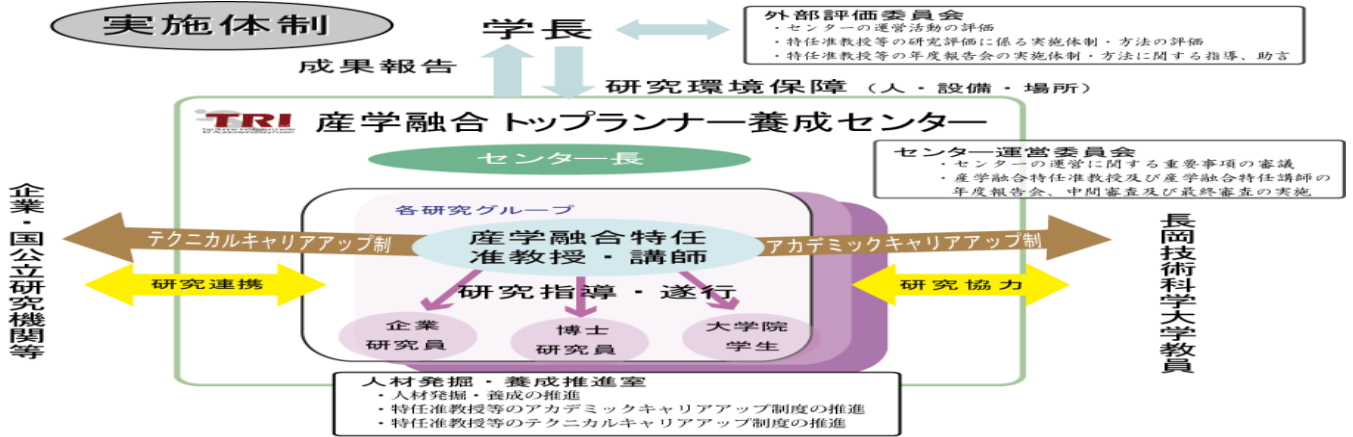 実施体制
学長
外部評価委員会
・センターの運営活動の評価
・特任准教授等の研究評価に係る実施体制・方法の評価
・特任准教授等の年度報告会の実施体制・方法に関する指導、助言
成果報告
研究環境保障（人・設備・場所）
TRI
産学融合トップランナー養成センター
センター長
センター運営委員会
・センターの運営に関する重要事項の審議
・産学融合特任准教授及び産学融合特任講師の
年度報告会、中間審査及び最終審査の実施
企業・国公立研究機関等
各研究グループ
テクニカルキャリアアップ制
産学融合特任
准教授・講師
アカデミックキャリアアップ制
研究連携
研究指導・遂行
研究協力
企業
研究員
博士
研究員
大学院
学生
長岡技術科学大学教員
人材発掘・養成推進室
・人材発掘・養成の推進
・特任准教授等のアカデミックキャリアアップ制度の推進
・特任准教授等のテクニカルキャリアアップ制度の推進